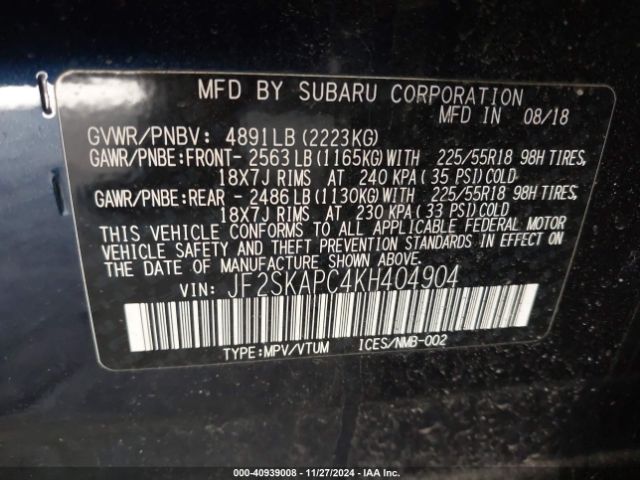 MFD BY SUBARU CORPORATION
MFD IN 08/18
GVWR/PNBV: 4891LB (2223KG)
GAWR/PNBE:FRONT- 2563 LB (1165KG) WITH 225/55R18 98H TIRES,
18X7J RIMS AT 240 KPA (35 PSI) COLD
GAWR/PNBE:REAR - 2486 LB (1130KG) WITH 225/55R18 98H TIRES,
18X7J RIMS AT 230 KPA (33 PSI) COLD
THIS VEHICLE CONFORMS TO ALL APPLICABLE FEDERAL MOTOR
VEHICLE SAFETY AND THEFT PREVENTION STANDARDS IN EFFECT ON
THE DATE OF MANUFACTURE SHOWN ABOVE.
VIN: JF2SKAPC4KH404904
TYPE:MPV/VTUM ICES/NMB-002
000-40939008 - 11/27/2024 - IAA Inc.